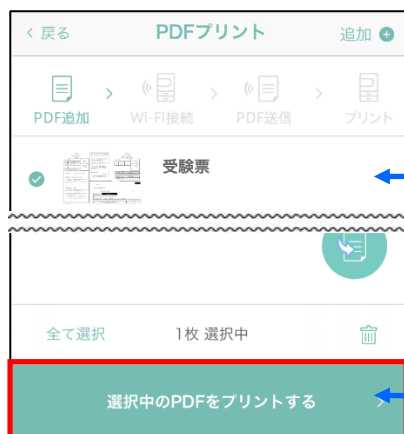 < 戻る PDFプリント 追加
PDF追加 > Wi-Fi接続 > PDF送信 > プリント
受験票
全て選択 1枚 選択中
選択中のPDFをプリントする >